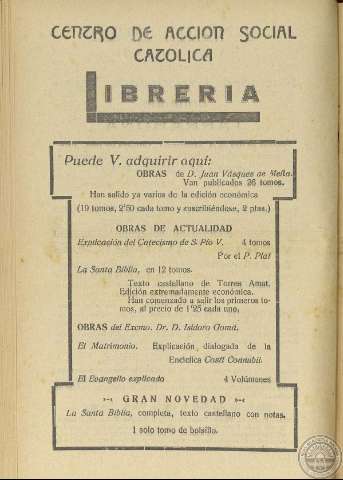 CENTRO DE ACCION SOCIAL
CATOLICA
LIBRERIA
Puede V. adquirir aquí:
OBRAS de D. Juan Vásques de Mella.
Van publicados 26 tomos.
Han salido ya varios de la edición económica
(19 tomos, 2'50 cada tomo y suscribiéndose, 2 ptas.)
OBRAS DE ACTUALIDAD
Explicación del Catecismo de S. Pío V. 4 tomos
Por el P. Plat
La Santa Biblia, en 12 tomos.
Texto castellano de Torres Amat.
Edición extremadamente económica.
Han comenzado a salir los primeros to-
mos, al precio de 1'25 cada uno.
OBRAS del Excmo. Dr. D. Isidoro Gomá.
El Matrimonio. Explicación dialogada de la
Encíclica Casti Connubii.
El Evangelio explicado 4 Volúmenes
GRAN NOVEDAD
La Santa Biblia, completa, texto castellano con notas.
1 solo tomo de bolsillo.